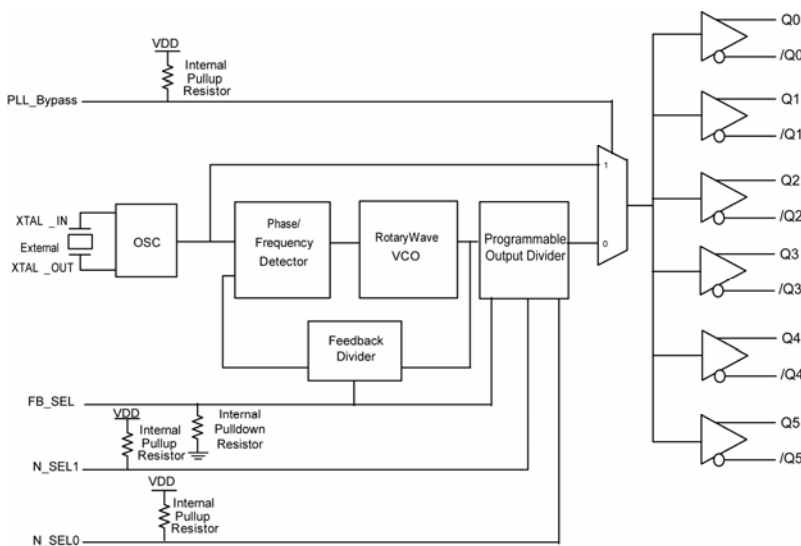 VDD
Internal
Pullup
Resistor
PLL_Bypass
XTAL _IN
External
XTAL _OUT
OSC
Phase/
Frequency
Detector
RotaryWave
VCO
Programmable
Output Divider
1
0
Feedback
Divider
FB_SEL
VDD
Internal
Pullup
Resistor
Internal
Pulldown
Resistor
N_SEL1
VDD
Internal
Pullup
Resistor
N_SEL0
Q0
/Q0
Q1
/Q1
Q2
/Q2
Q3
/Q3
Q4
/Q4
Q5
/Q5